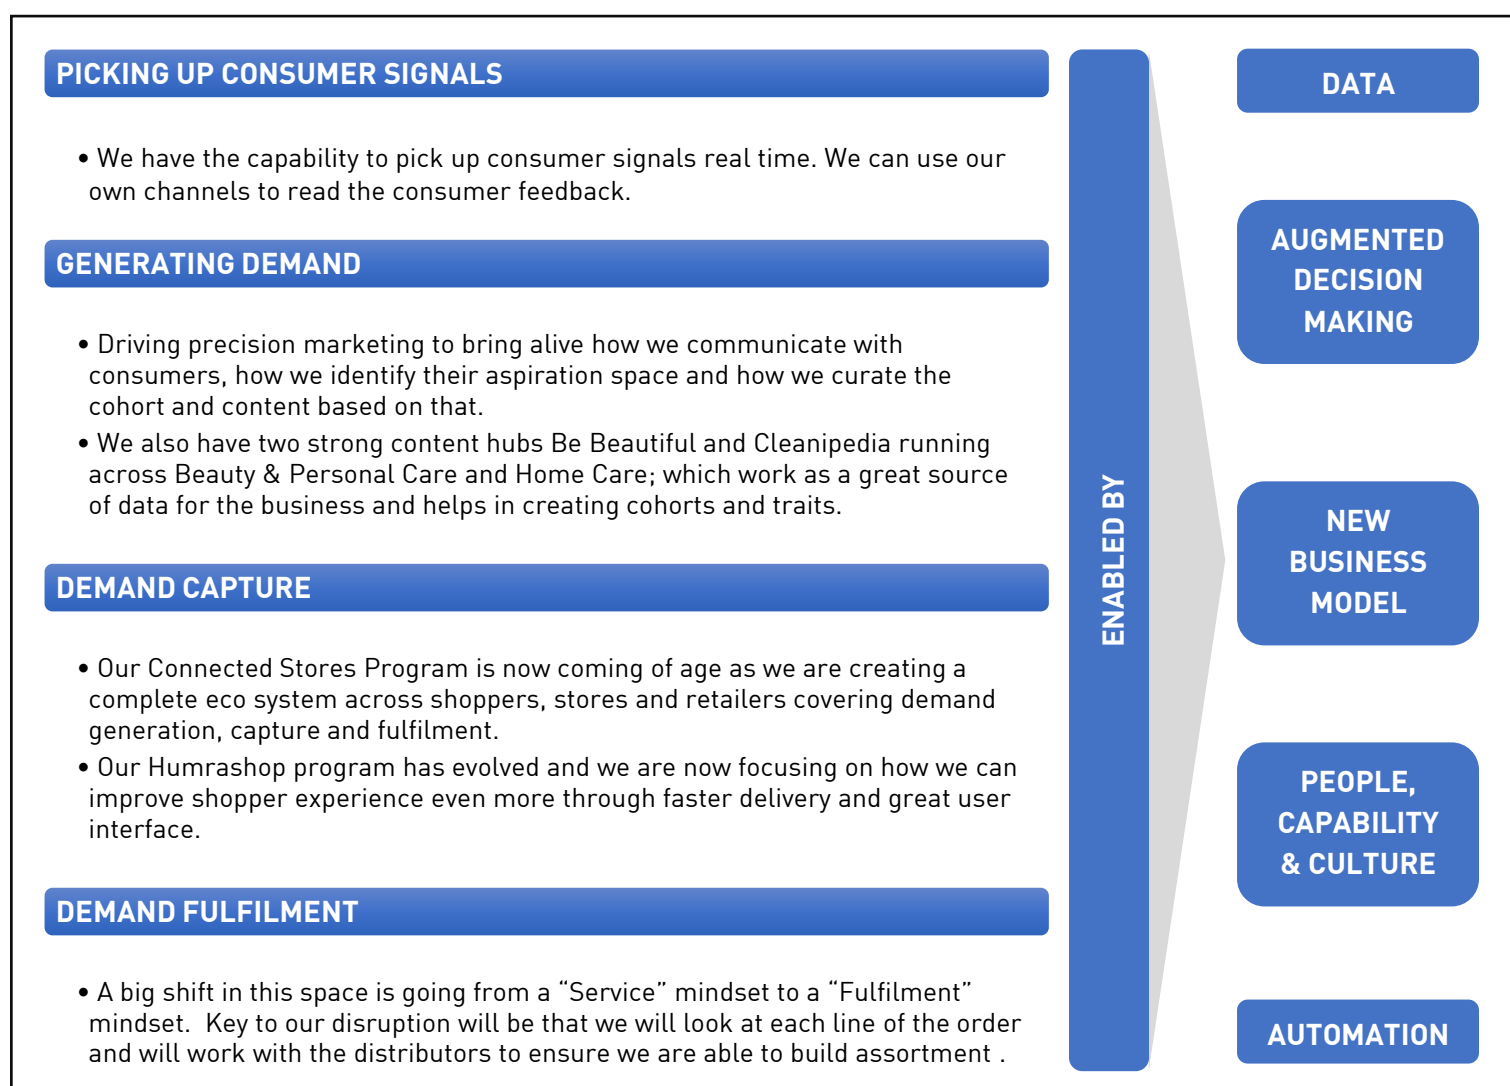 PICKING UP CONSUMER SIGNALS
• We have the capability to pick up consumer signals real time. We can use our
own channels to read the consumer feedback.
GENERATING DEMAND
• Driving precision marketing to bring alive how we communicate with
consumers, how we identify their aspiration space and how we curate the
cohort and content based on that.
• We also have two strong content hubs Be Beautiful and Cleanipedia running
across Beauty & Personal Care and Home Care; which work as a great source
of data for the business and helps in creating cohorts and traits.
DEMAND CAPTURE
• Our Connected Stores Program is now coming of age as we are creating a
complete eco system across shoppers, stores and retailers covering demand
generation, capture and fulfilment.
• Our Humrashop program has evolved and we are now focusing on how we can
improve shopper experience even more through faster delivery and great user
interface.
DEMAND FULFILMENT
• A big shift in this space is going from a “Service” mindset to a “Fulfilment”
mindset.  Key to our disruption will be that we will look at each line of the order
and will work with the distributors to ensure we are able to build assortment .
ENABLED BY
DATA
AUGMENTED
DECISION
MAKING
NEW
BUSINESS
MODEL
PEOPLE,
CAPABILITY
& CULTURE
AUTOMATION